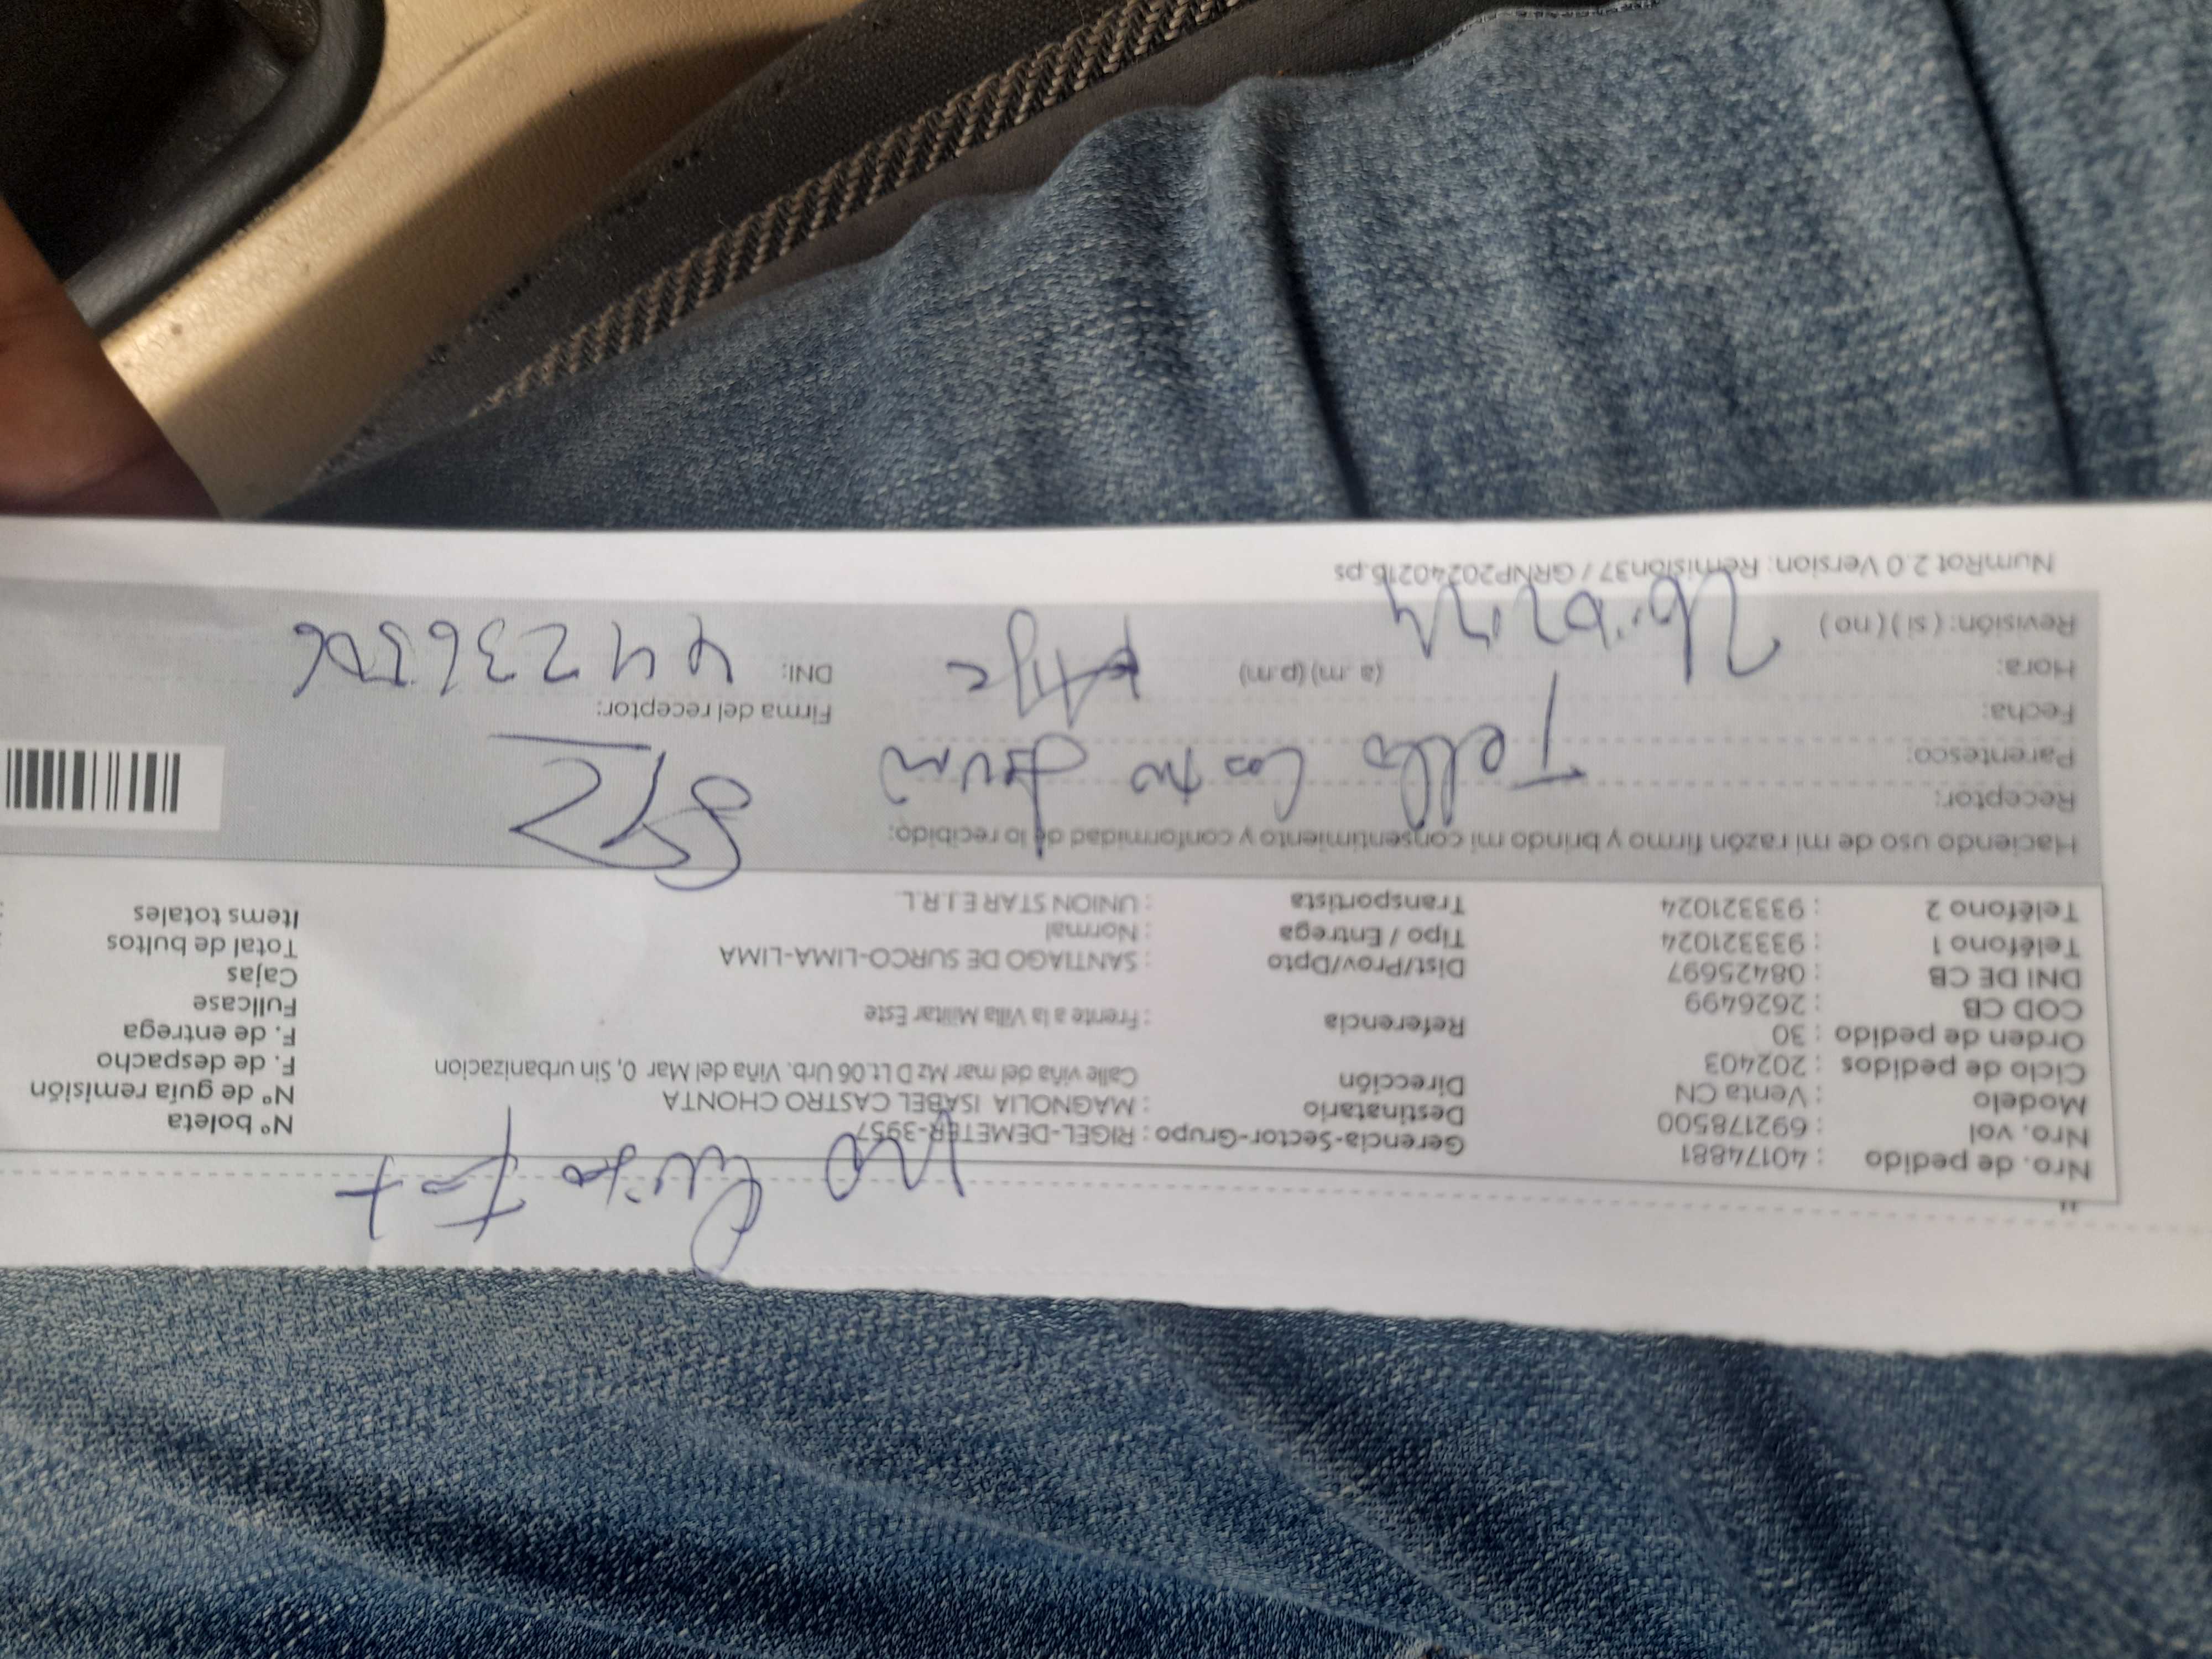 No quiso fot
Nro. de pedido : 40174881
Nro. vol : 692178500
Modelo : Venta CN
Ciclo de pedidos : 202403
Orden de pedido : 30
COD CB : 2626499
DNI DE CB : 08425697
Teléfono 1 : 933321024
Teléfono 2 : 933321024
Gerencia-Sector-Grupo : RIGEL-DEMETER-3957
Destinatario : MAGNOLIA ISABEL CASTRO CHONTA
Dirección Calle viña del mar Mz D Lt.06 Urb. Viña del Mar 0, Sin urbanizacion
Referencia : Frente a la Villa Militar Este
Dist/Prov/Dpto : SANTIAGO DE SURCO-LIMA-LIMA
Tipo / Entrega : Normal
Transportista : UNION STAR E.I.R.L.
Nº boleta
Nº de guía remisión
F. de despacho
F. de entrega
Fullcase
Cajas
Total de bultos
Items totales
Haciendo uso de mi razón firmo y brindo mi consentimiento y conformidad de lo recibido:
Receptor: Tello
Parentesco:
Fecha:
Hora: (a .m) (p.m)
Revisión: ( si ) ( no )
Firma del receptor:
DNI: 44236506
NumRot 2.0 Version: Remision37 / GRNP20240215.ps